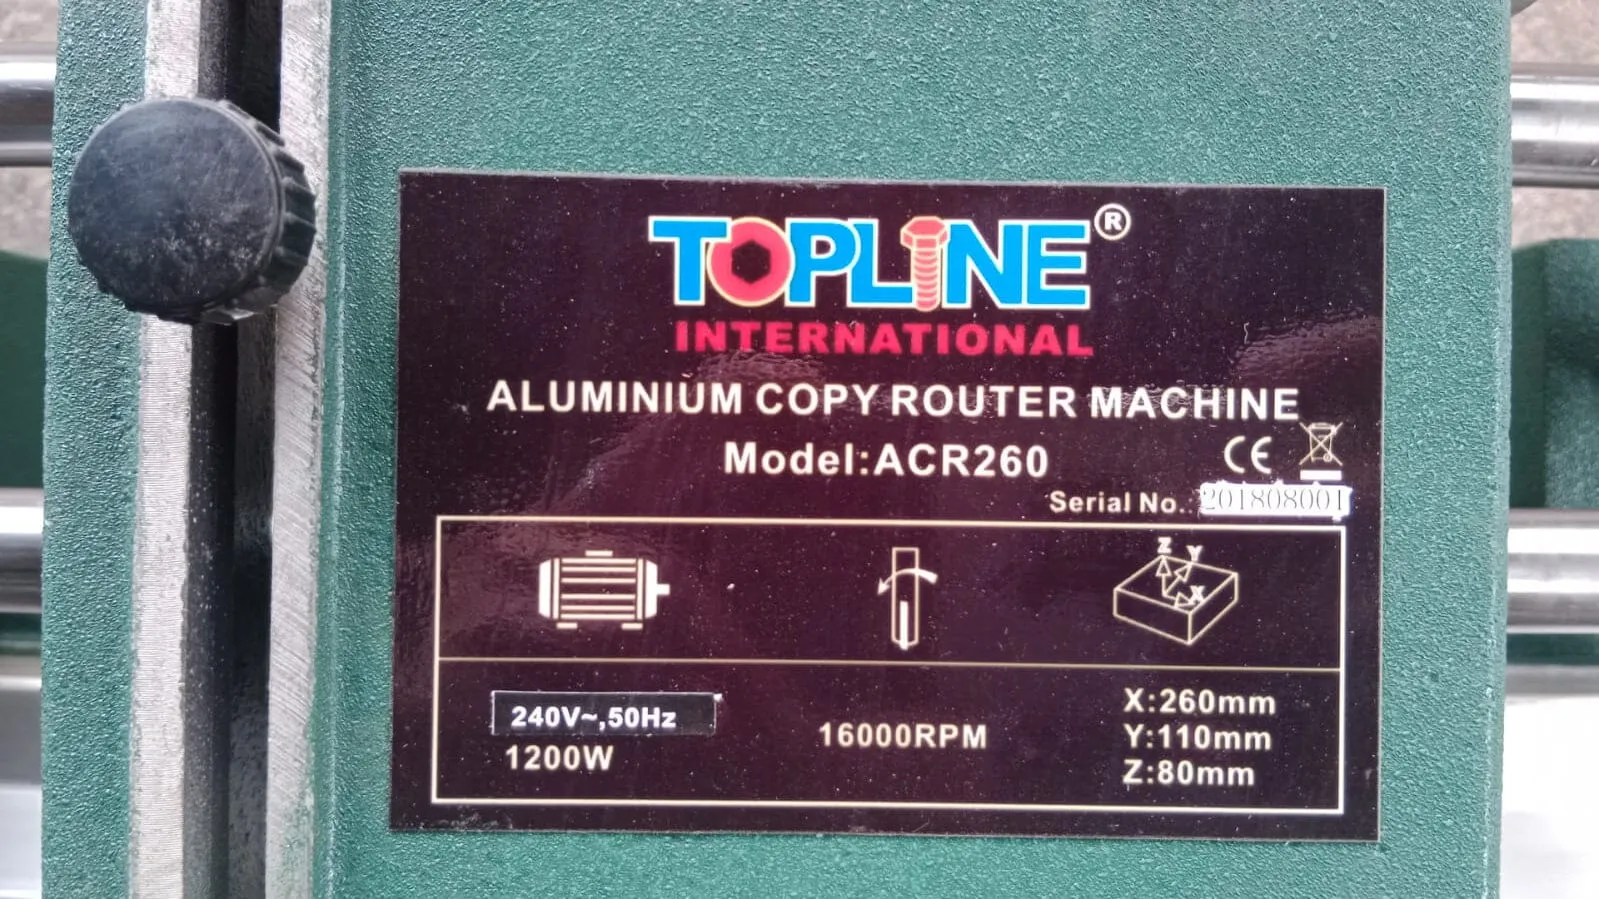 TOPLINE®
INTERNATIONAL
ALUMINIUM COPY ROUTER MACHINE
Model:ACR260
CE
Serial No.: 201808001
Z Y
X
240V~,50Hz
1200W
16000RPM
X:260mm
Y:110mm
Z:80mm